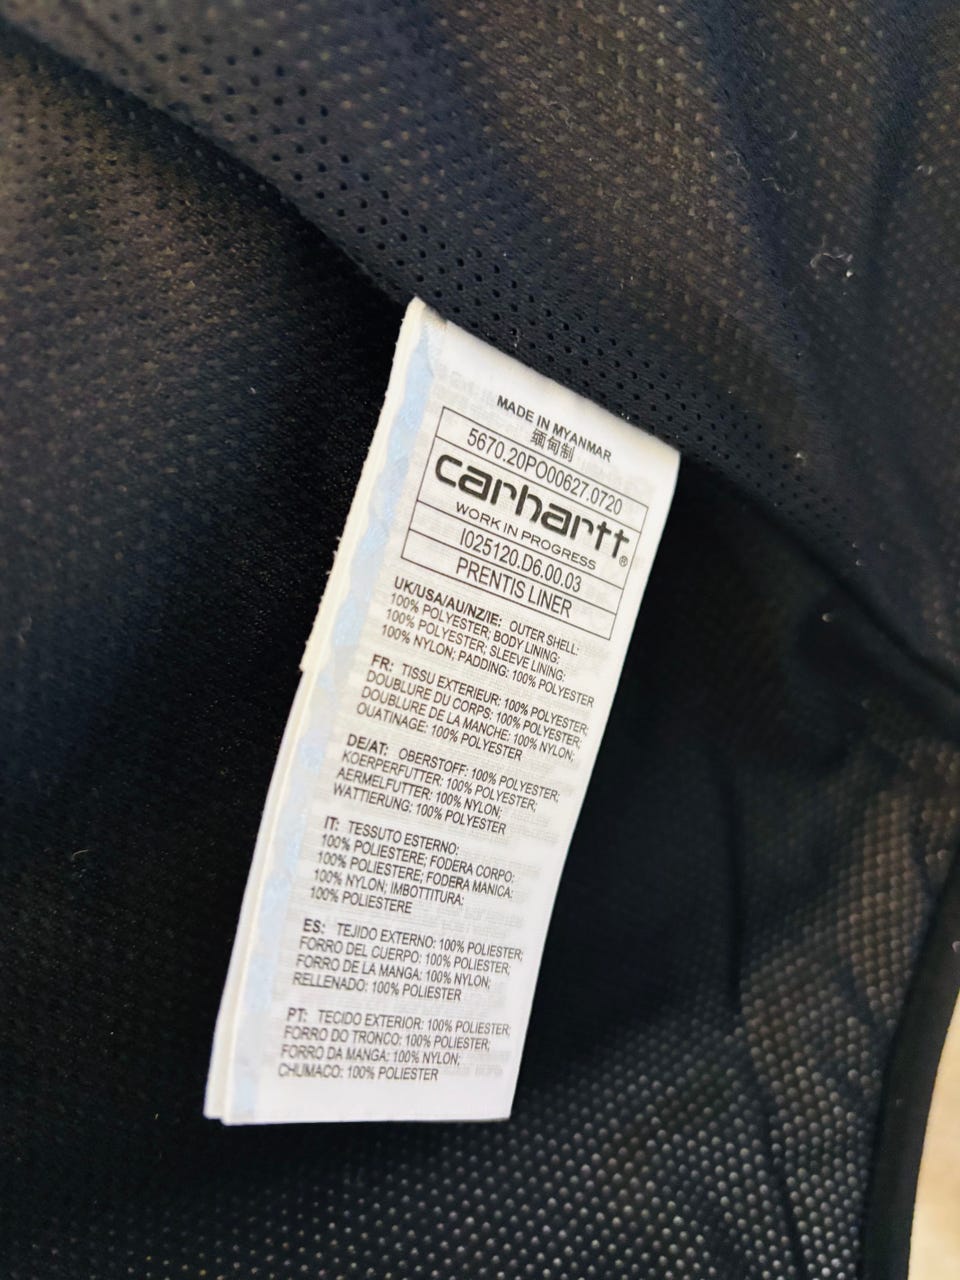 MADE IN MYANMAR
缅甸制
5670.20PO00627.0720
carhartt®
WORK IN PROGRESS
I025120.D6.00.03
PRENTIS LINER
UK/USA/AU/NZ/IE: OUTER SHELL:
100% POLYESTER; BODY LINING:
100% POLYESTER; SLEEVE LINING:
100% NYLON; PADDING: 100% POLYESTER
FR: TISSU EXTERIEUR: 100% POLYESTER;
DOUBLURE DU CORPS: 100% POLYESTER;
DOUBLURE DE LA MANCHE: 100% NYLON;
OUATINAGE: 100% POLYESTER
DE/AT: OBERSTOFF: 100% POLYESTER;
KOERPERFUTTER: 100% POLYESTER;
AERMELFUTTER: 100% NYLON;
WATTIERUNG: 100% POLYESTER
IT: TESSUTO ESTERNO:
100% POLIESTERE; FODERA CORPO:
100% POLIESTERE; FODERA MANICA:
100% NYLON; IMBOTTITURA:
100% POLIESTERE
ES: TEJIDO EXTERNO: 100% POLIESTER;
FORRO DEL CUERPO: 100% POLIESTER;
FORRO DE LA MANGA: 100% NYLON;
RELLENADO: 100% POLIESTER
PT: TECIDO EXTERIOR: 100% POLIESTER;
FORRO DO TRONCO: 100% POLIESTER;
FORRO DA MANGA: 100% NYLON;
CHUMACO: 100% POLIESTER